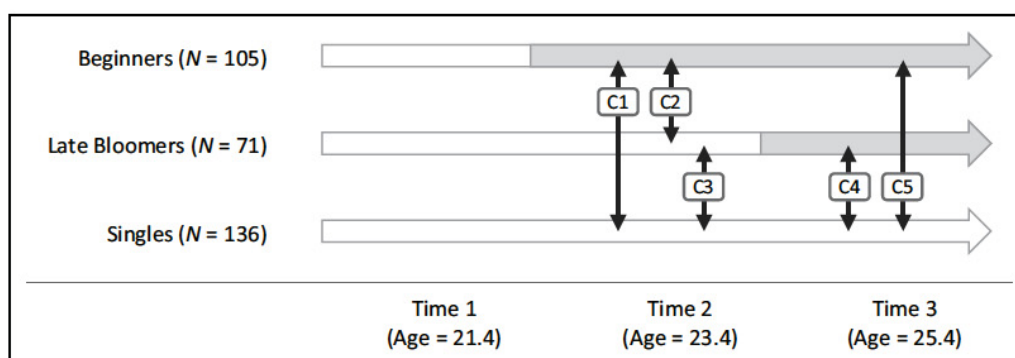 Beginners (N = 105)
C1
C2
Late Bloomers (N = 71)
C3
C4
C5
Singles (N = 136)
Time 1
(Age = 21.4)
Time 2
(Age = 23.4)
Time 3
(Age = 25.4)